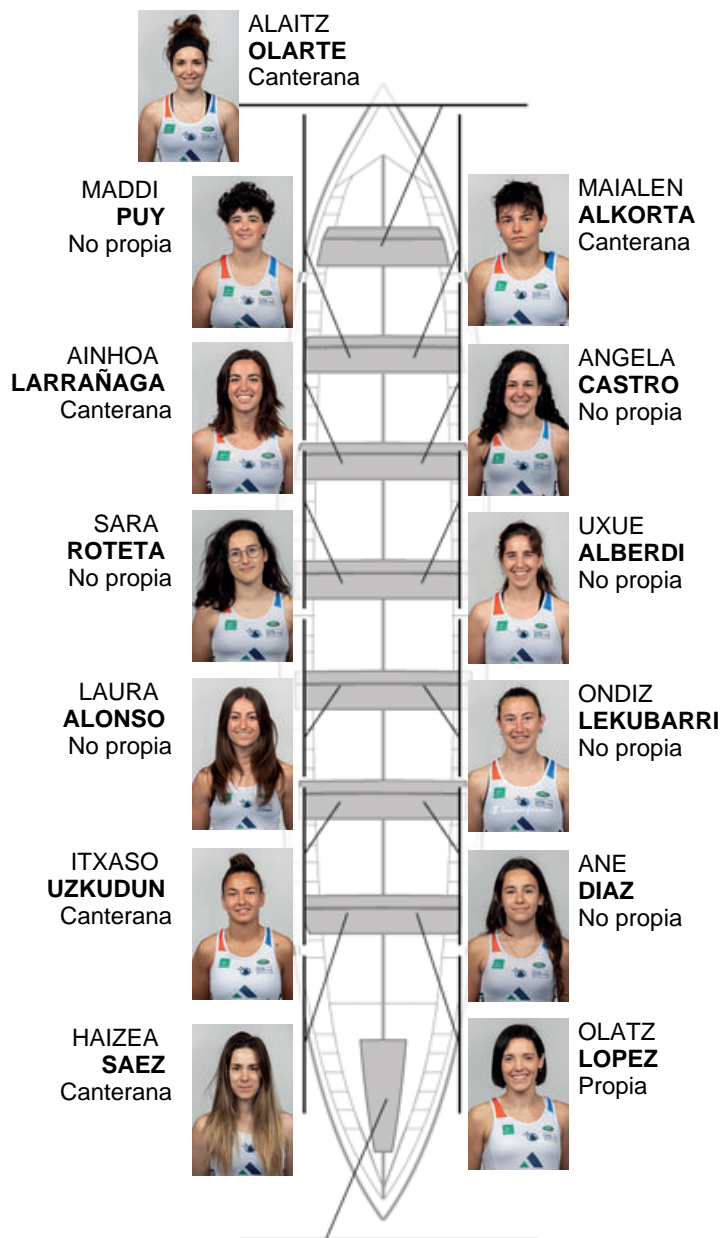 ALAITZ
OLARTE
Canterana
MADDI
PUY
No propia
MAIALEN
ALKORTA
Canterana
AINHOA
LARRAÑAGA
Canterana
ANGELA
CASTRO
No propia
SARA
ROTETA
No propia
UXUE
ALBERDI
No propia
LAURA
ALONSO
No propia
ONDIZ
LEKUBARRI
No propia
ITXASO
UZKUDUN
Canterana
ANE
DIAZ
No propia
HAIZEA
SAEZ
Canterana
OLATZ
LOPEZ
Propia